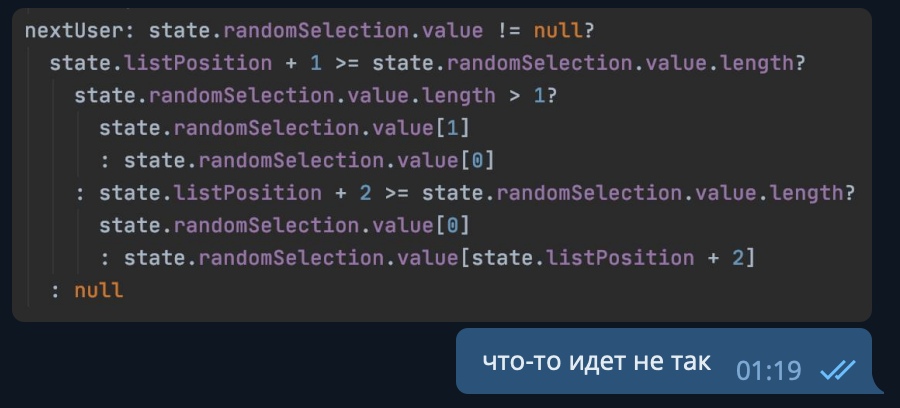 nextUser: state.randomSelection.value != null?
state.listPosition + 1 >= state.randomSelection.value.length?
state.randomSelection.value.length > 1?
state.randomSelection.value[1]
: state.randomSelection.value[0]
: state.listPosition + 2 >= state.randomSelection.value.length?
state.randomSelection.value[0]
: state.randomSelection.value[state.listPosition + 2]
: null
что-то идет не так 01:19